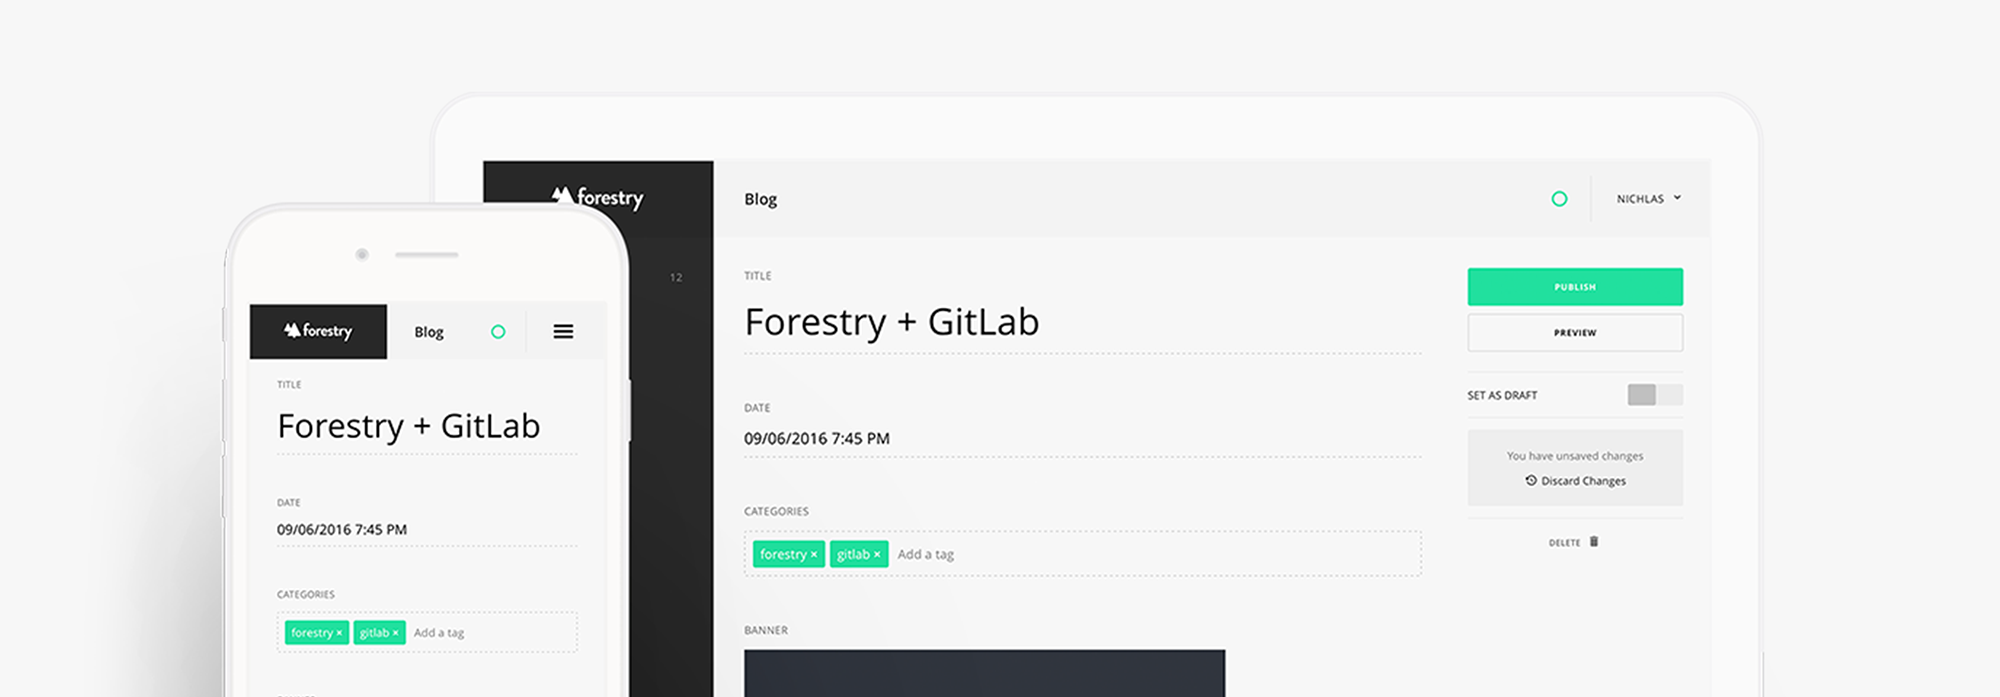 forestry
Blog
NICHLAS
12
TITLE
Forestry + GitLab
DATE
09/06/2016 7:45 PM
CATEGORIES
forestry × gitlab × Add a tag
BANNER
PUBLISH
PREVIEW
SET AS DRAFT
You have unsaved changes
Discard Changes
DELETE
forestry
Blog
TITLE
Forestry + GitLab
DATE
09/06/2016 7:45 PM
CATEGORIES
forestry × gitlab × Add a tag